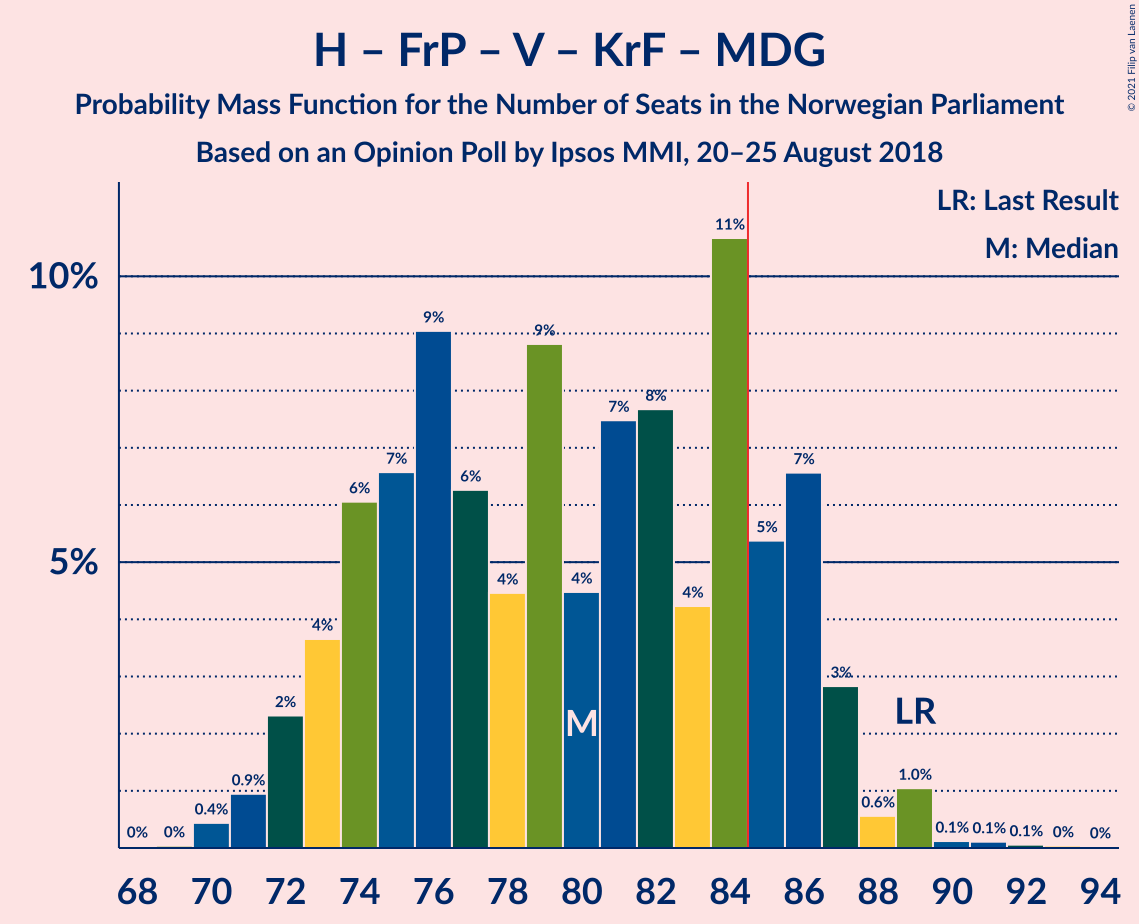 H – FrP – V – KrF – MDG
Probability Mass Function for the Number of Seats in the Norwegian Parliament
Based on an Opinion Poll by Ipsos MMI, 20–25 August 2018
© 2021 Filip van Laenen
LR: Last Result
M: Median
10%
5%
0% 0% 0.4% 0.9% 2% 4% 6% 7% 9% 6% 4% 9% 4% 7% 8% 4% 11% 5% 7% 3% 0.6% 1.0% 0.1% 0.1% 0.1% 0% 0%
M
LR
68 70 72 74 76 78 80 82 84 86 88 90 92 94